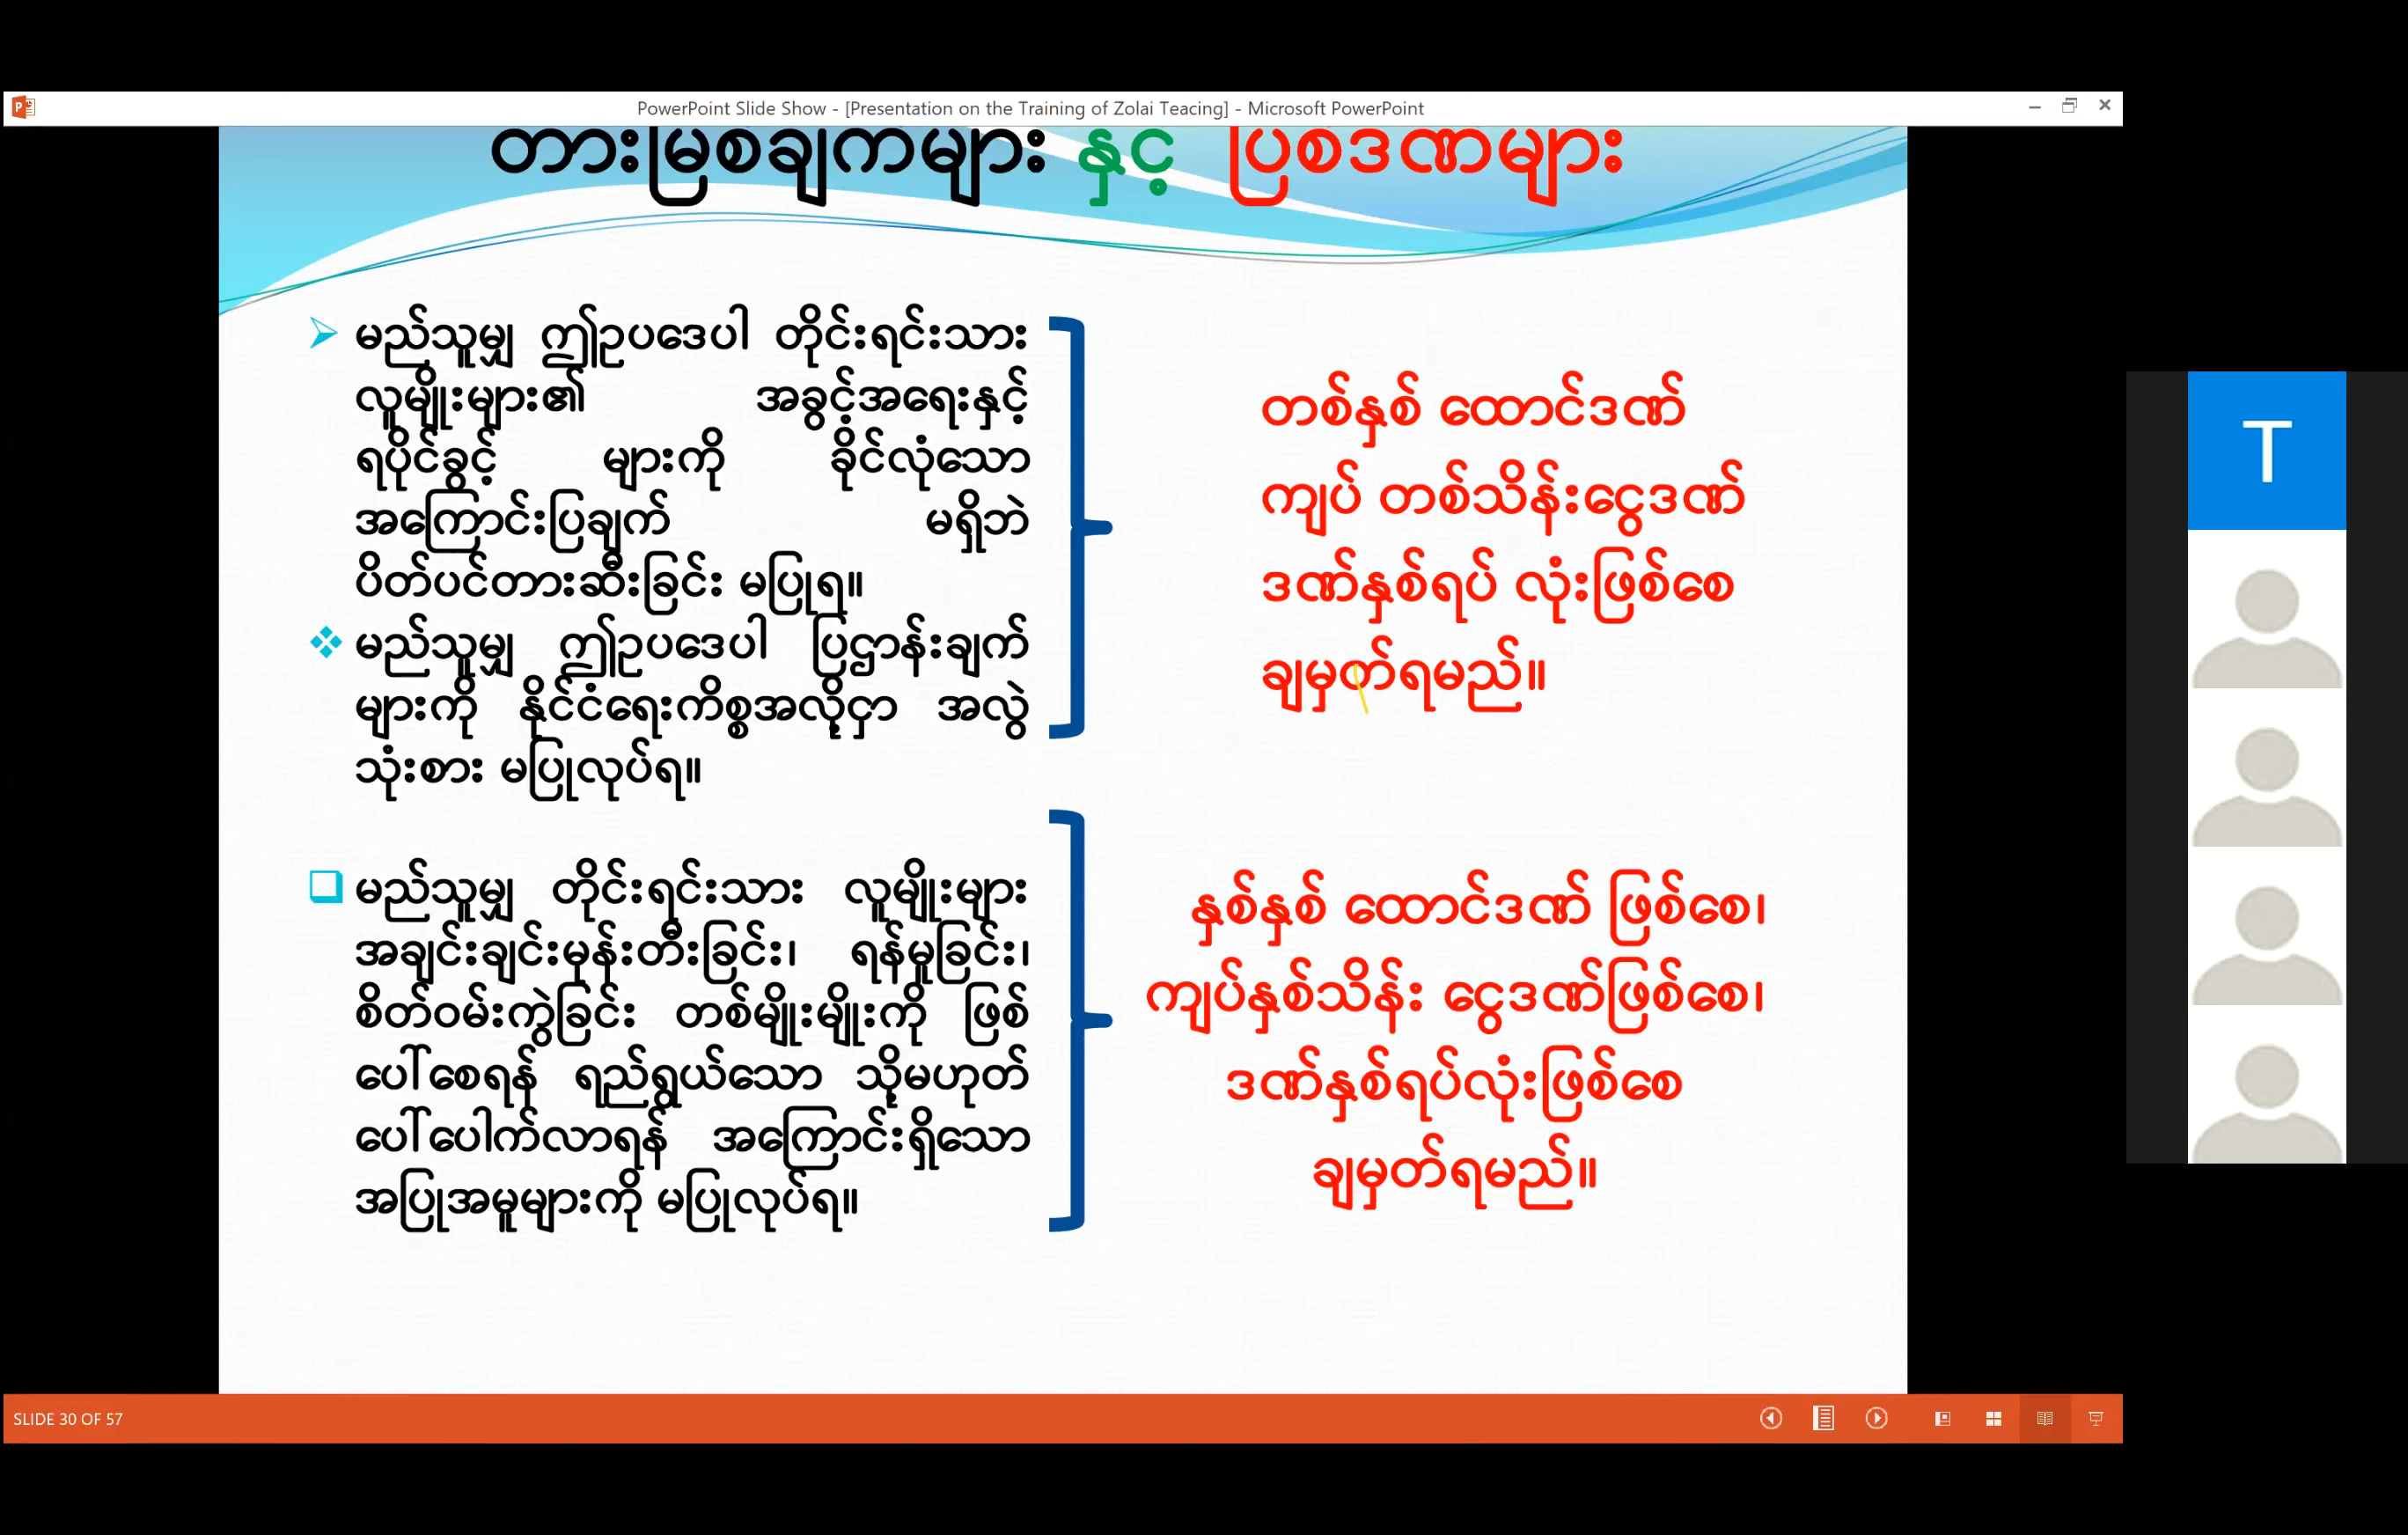 PowerPoint Slide Show - [Presentation on the Training of Zolai Teacing] - Microsoft PowerPoint
တားမြစ်ချက်များ နှင့် ပြစ်ဒဏ်များ
မည်သူမျှ ဤဥပဒေပါ တိုင်းရင်းသား
လူမျိုးများ၏ အခွင့်အရေးနှင့်
ရပိုင်ခွင့် များကို ခိုင်လုံသော
အကြောင်းပြချက် မရှိဘဲ
ပိတ်ပင်တားဆီးခြင်း မပြုရ။
မည်သူမျှ ဤဥပဒေပါ ပြဋ္ဌာန်းချက်
များကို နိုင်ငံရေးကိစ္စအလို့ငှာ အလွဲ
သုံးစား မပြုလုပ်ရ။
တစ်နှစ် ထောင်ဒဏ်
ကျပ် တစ်သိန်းငွေဒဏ်
ဒဏ်နှစ်ရပ် လုံးဖြစ်စေ
ချမှတ်ရမည်။
မည်သူမျှ တိုင်းရင်းသား လူမျိုးများ
အချင်းချင်းမုန်းတီးခြင်း၊ ရန်မူခြင်း၊
စိတ်ဝမ်းကွဲခြင်း တစ်မျိုးမျိုးကို ဖြစ်
ပေါ်စေရန် ရည်ရွယ်သော သို့မဟုတ်
ပေါ်ပေါက်လာရန် အကြောင်းရှိသော
အပြုအမူများကို မပြုလုပ်ရ။
နှစ်နှစ် ထောင်ဒဏ် ဖြစ်စေ၊
ကျပ်နှစ်သိန်း ငွေဒဏ်ဖြစ်စေ၊
ဒဏ်နှစ်ရပ်လုံးဖြစ်စေ
ချမှတ်ရမည်။
T
SLIDE 30 OF 57